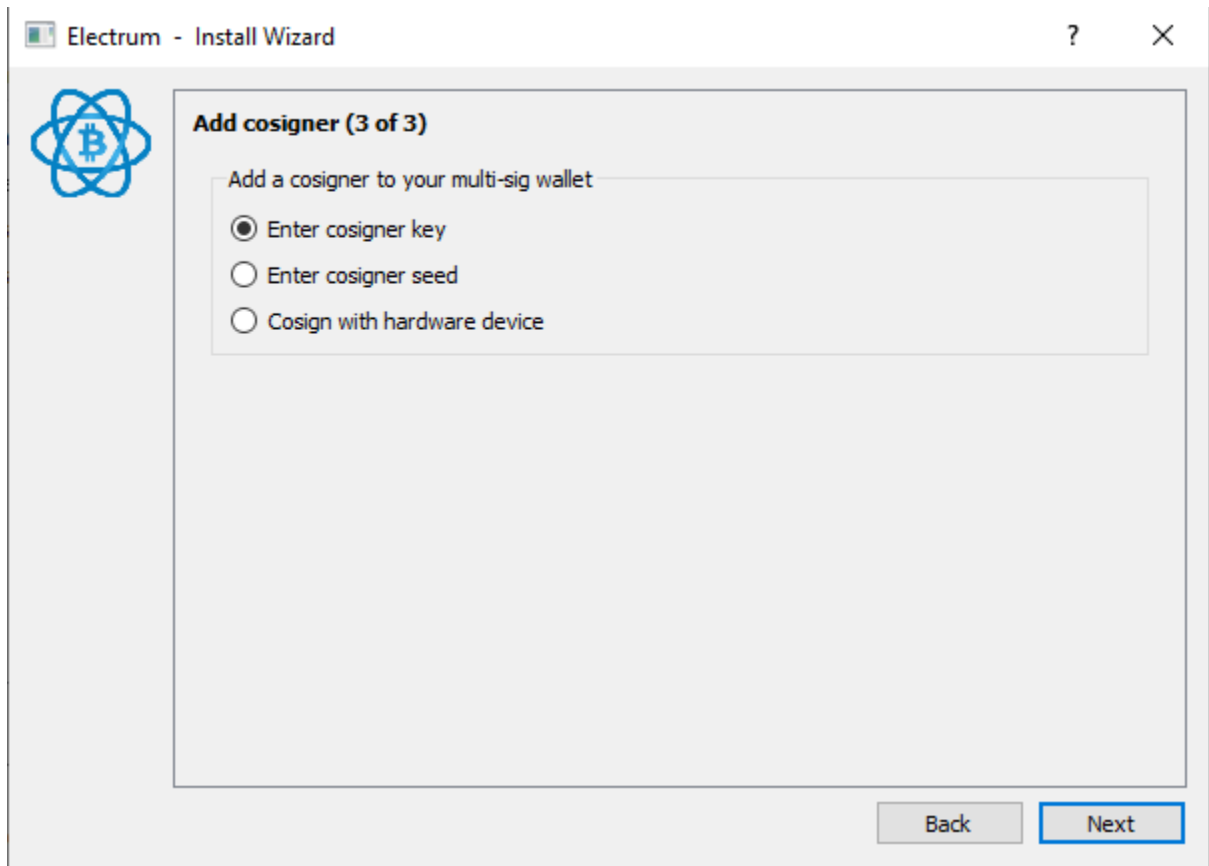 Electrum - Install Wizard
Add cosigner (3 of 3)
Add a cosigner to your multi-sig wallet
Enter cosigner key
Enter cosigner seed
Cosign with hardware device
Back Next